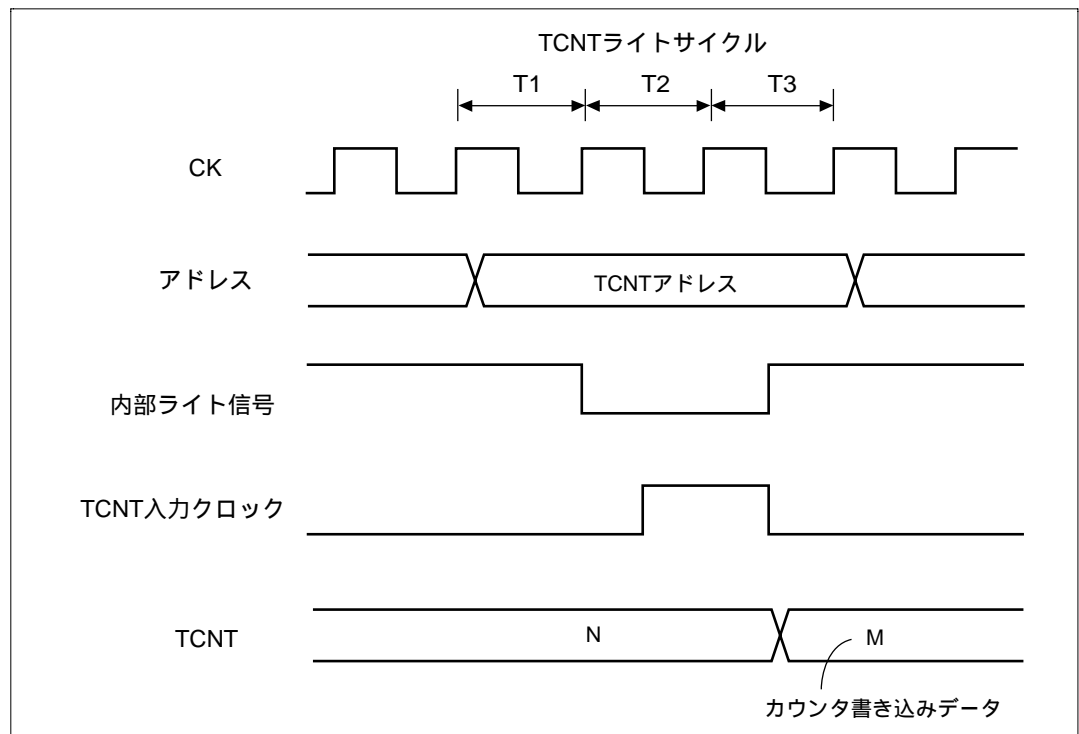 TCNTライトサイクル
T1 T2 T3
CK
アドレス
TCNTアドレス
内部ライト信号
TCNT入力クロック
TCNT
N
M
カウンタ書き込みデータ